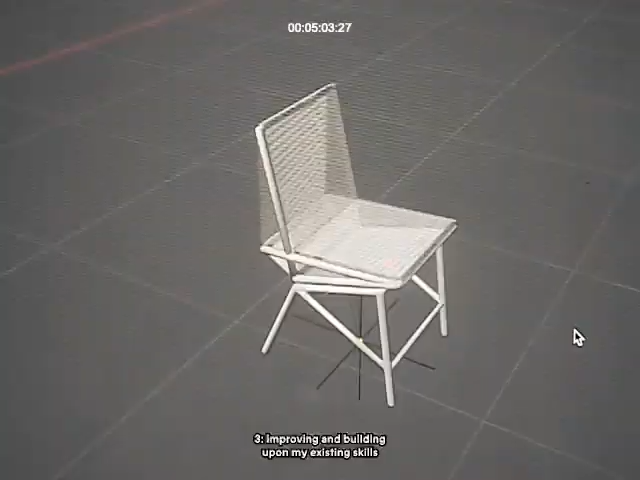 00:05:03:27
3: improving and building
upon my existing skills